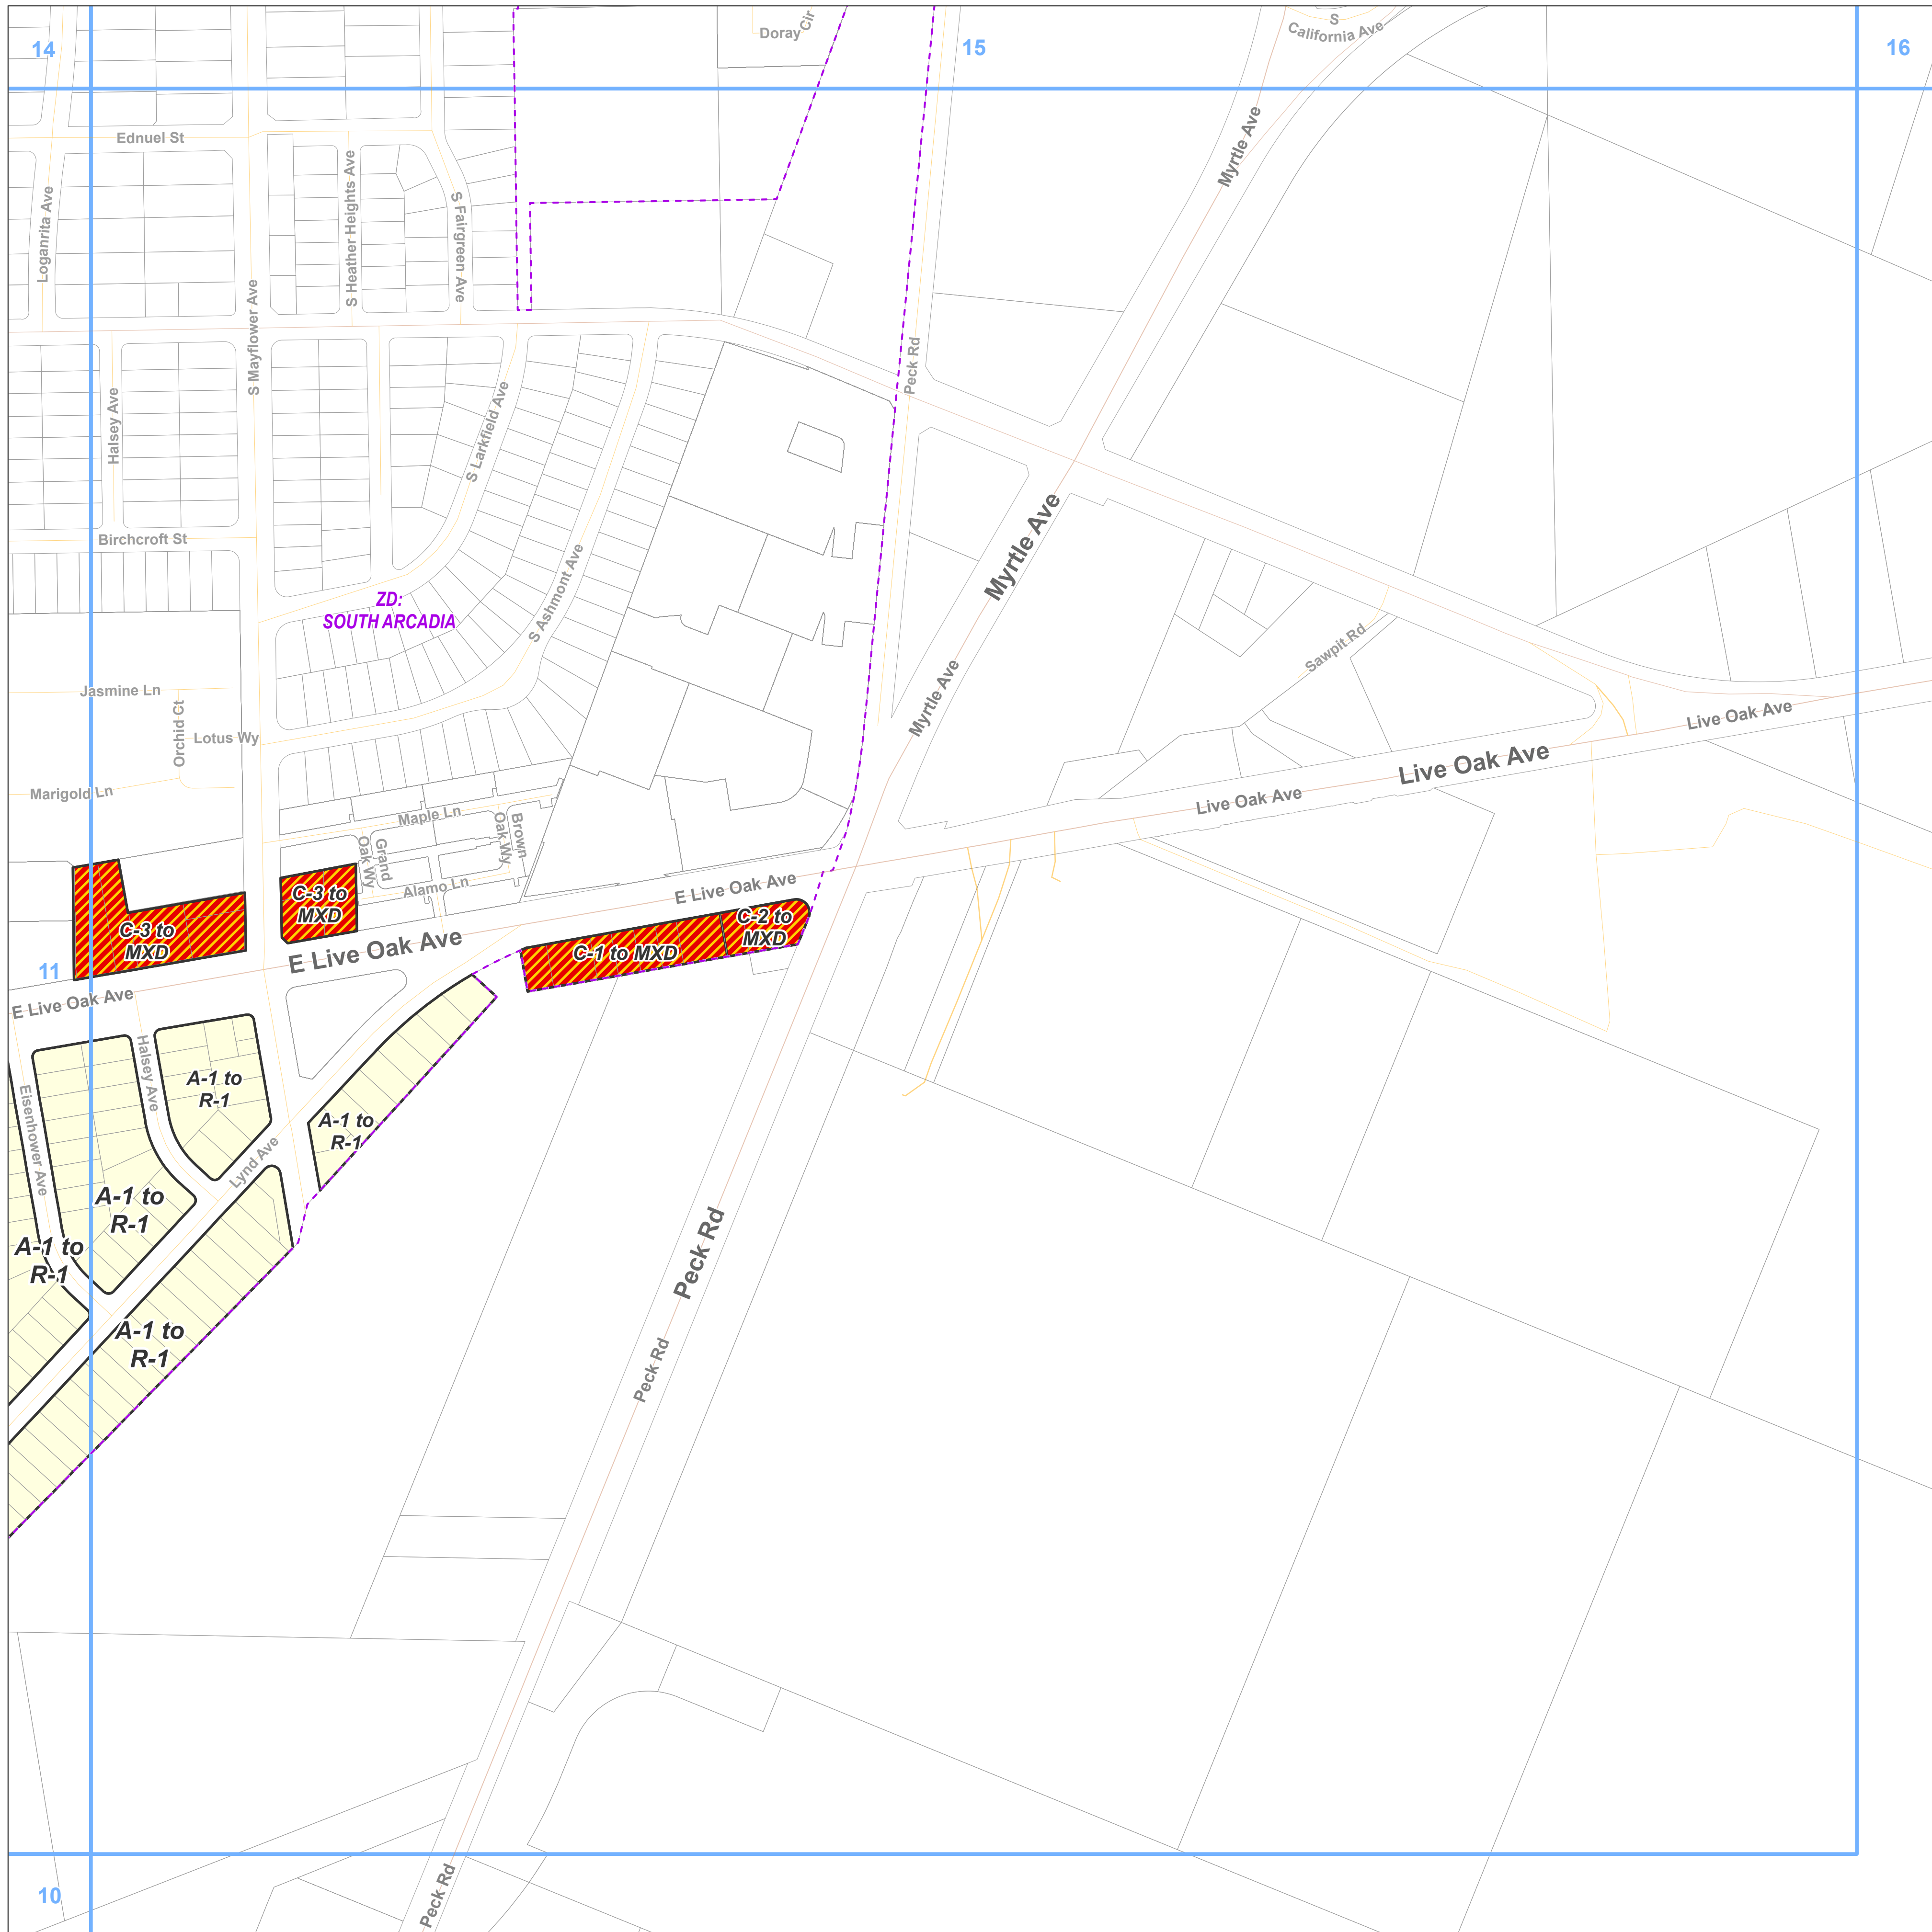 14
15
16
Doray Cir
S
California Ave
Ednuel St
Loganrita Ave
S Heather Heights Ave
S Fairgreen Ave
Myrtle Ave
S Mayflower Ave
Peck Rd
Halsey Ave
S Larkfield Ave
Birchcroft St
Myrtle Ave
S Ashmont Ave
ZD:
SOUTH ARCADIA
Sawpit Rd
Jasmine Ln
Orchid Ct
Lotus Wy
Myrtle Ave
Live Oak Ave
Live Oak Ave
Live Oak Ave
Marigold Ln
Maple Ln
Grand
Oak Wy
Brown
Oak Wy
Alamo Ln
E Live Oak Ave
C-3 to
MXD
C-3 to
MXD
C-2 to
MXD
C-1 to MXD
E Live Oak Ave
11
E Live Oak Ave
Halsey Ave
Eisenhower Ave
A-1 to
R-1
A-1 to
R-1
Lynd Ave
A-1 to
R-1
A-1 to
R-1
A-1 to
R-1
Peck Rd
Peck Rd
Peck Rd
10